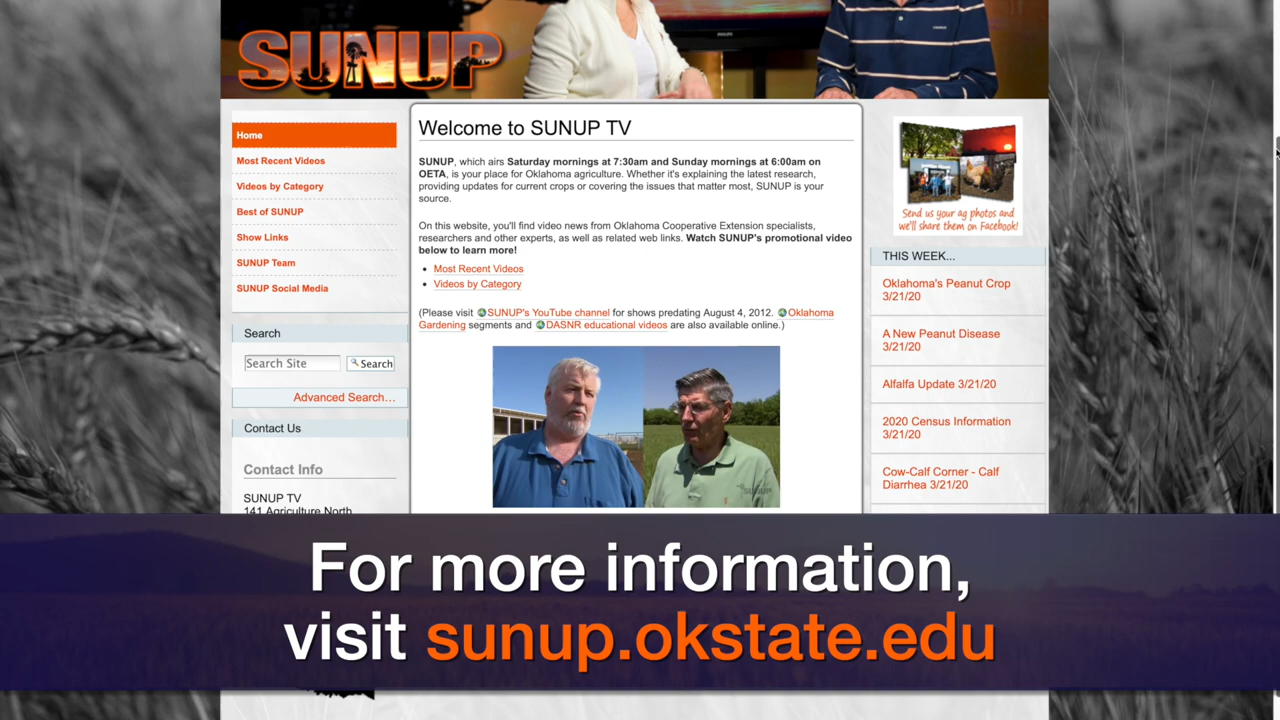 SUNUP
Home
Most Recent Videos
Videos by Category
Best of SUNUP
Show Links
SUNUP Team
SUNUP Social Media
Search
Search Site
Search
Advanced Search…
Contact Us
Contact Info
SUNUP TV
141 Agriculture North
Welcome to SUNUP TV
SUNUP, which airs Saturday mornings at 7:30am and Sunday mornings at 6:00am on
OETA, is your place for Oklahoma agriculture. Whether it's explaining the latest research,
providing updates for current crops or covering the issues that matter most, SUNUP is your
source.
On this website, you'll find video news from Oklahoma Cooperative Extension specialists,
researchers and other experts, as well as related web links. Watch SUNUP's promotional video
below to learn more!
Most Recent Videos
Videos by Category
(Please visit SUNUP's YouTube channel for shows predating August 4, 2012. Oklahoma
Gardening segments and DASNR educational videos are also available online.)
SUNUP
Send us your ag photos and
we'll share them on Facebook!
THIS WEEK...
Oklahoma's Peanut Crop
3/21/20
A New Peanut Disease
3/21/20
Alfalfa Update 3/21/20
2020 Census Information
3/21/20
Cow-Calf Corner - Calf
Diarrhea 3/21/20
For more information,
visit sunup.okstate.edu